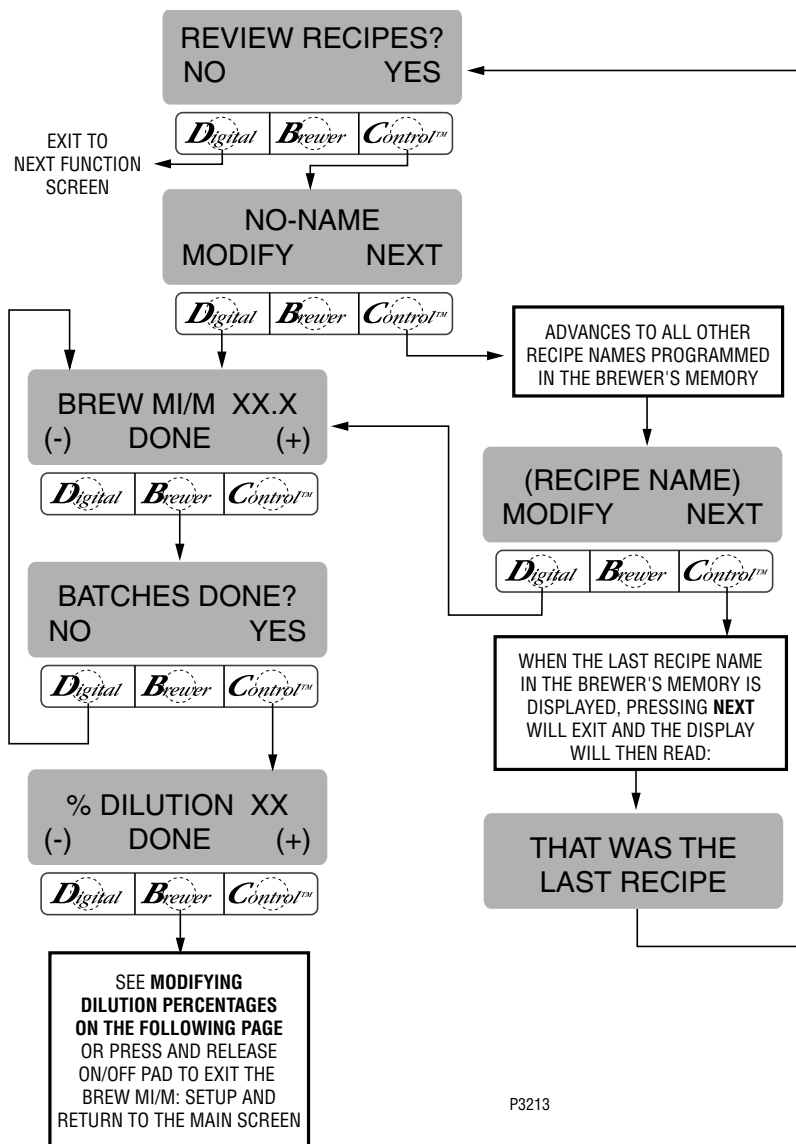 REVIEW RECIPES?
NO YES
Digital Brewer Control™
EXIT TO
NEXT FUNCTION
SCREEN
NO-NAME
MODIFY NEXT
Digital Brewer Control™
ADVANCES TO ALL OTHER
RECIPE NAMES PROGRAMMED
IN THE BREWER'S MEMORY
BREW MI/M XX.X
(-) DONE (+)
Digital Brewer Control™
(RECIPE NAME)
MODIFY NEXT
Digital Brewer Control™
BATCHES DONE?
NO YES
Digital Brewer Control™
WHEN THE LAST RECIPE NAME
IN THE BREWER'S MEMORY IS
DISPLAYED, PRESSING NEXT
WILL EXIT AND THE DISPLAY
WILL THEN READ:
% DILUTION XX
(-) DONE (+)
Digital Brewer Control™
THAT WAS THE
LAST RECIPE
SEE MODIFYING
DILUTION PERCENTAGES
ON THE FOLLOWING PAGE
OR PRESS AND RELEASE
ON/OFF PAD TO EXIT THE
BREW MI/M: SETUP AND
RETURN TO THE MAIN SCREEN
P3213